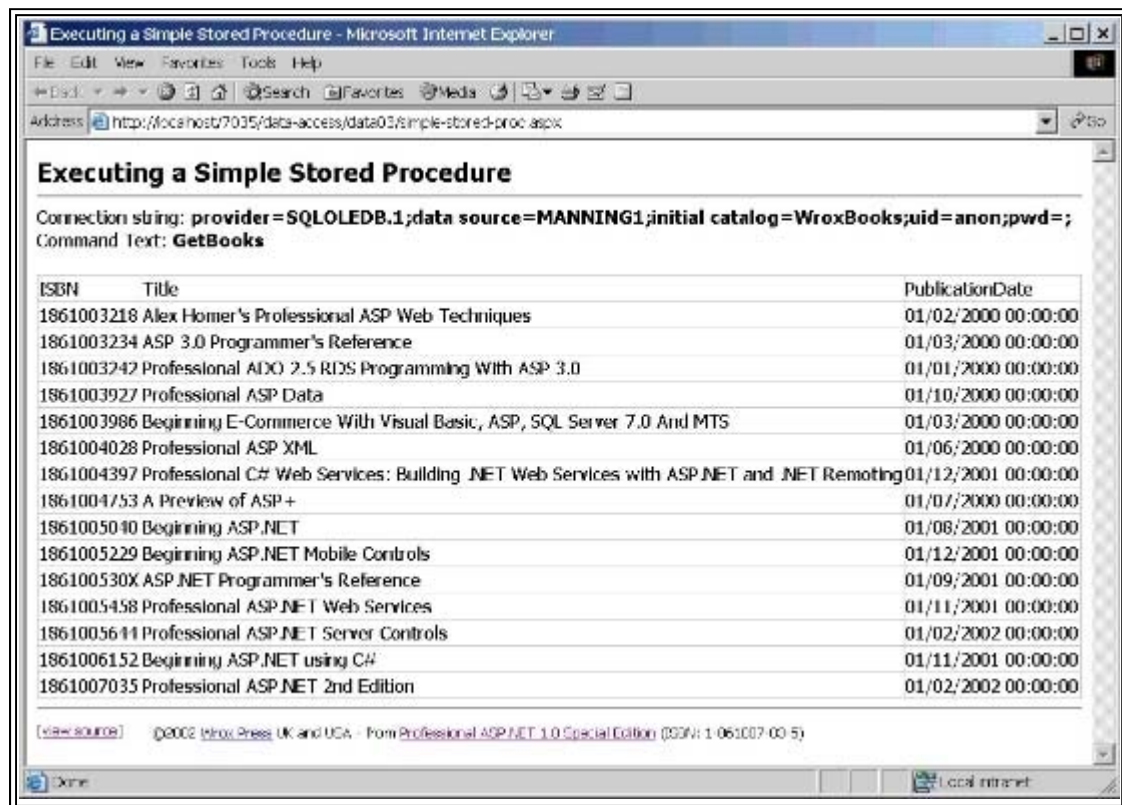 Executing a Simple Stored Procedure - Microsoft Internet Explorer
File Edit View Favorites Tools Help
Back Search Favorites Media
Address http://localhost/7035/data-access/data03/simple-stored-proc.aspx Go
Executing a Simple Stored Procedure
Connection string: provider=SQLOLEDB.1;data source=MANNING1;initial catalog=WroxBooks;uid=anon;pwd=;
Command Text: GetBooks
ISBN Title PublicationDate
1861003218 Alex Homer's Professional ASP Web Techniques 01/02/2000 00:00:00
1861003234 ASP 3.0 Programmer's Reference 01/03/2000 00:00:00
1861003242 Professional ADO 2.5 RDS Programming With ASP 3.0 01/01/2000 00:00:00
1861003927 Professional ASP Data 01/10/2000 00:00:00
1861003986 Beginning E-Commerce With Visual Basic, ASP, SQL Server 7.0 And MTS 01/03/2000 00:00:00
1861004028 Professional ASP XML 01/06/2000 00:00:00
1861004397 Professional C# Web Services: Building .NET Web Services with ASP.NET and .NET Remoting 01/12/2001 00:00:00
1861004753 A Preview of ASP+ 01/07/2000 00:00:00
1861005040 Beginning ASP.NET 01/08/2001 00:00:00
1861005229 Beginning ASP.NET Mobile Controls 01/12/2001 00:00:00
186100530X ASP.NET Programmer's Reference 01/09/2001 00:00:00
1861005458 Professional ASP.NET Web Services 01/11/2001 00:00:00
1861005644 Professional ASP.NET Server Controls 01/02/2002 00:00:00
1861006152 Beginning ASP.NET using C# 01/11/2001 00:00:00
1861007035 Professional ASP.NET 2nd Edition 01/02/2002 00:00:00
[view source] ©2002 Wrox Press UK and USA - From Professional ASP.NET 1.0 Special Edition (ISBN:
Done Local intranet